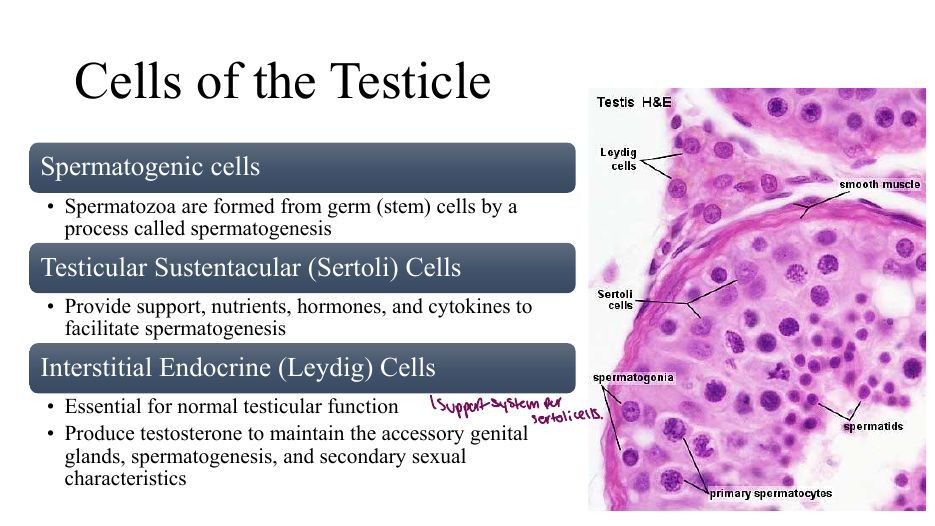 Cells of the Testicle
Spermatogenic cells
• Spermatozoa are formed from germ (stem) cells by a
process called spermatogenesis
Testicular Sustentacular (Sertoli) Cells
• Provide support, nutrients, hormones, and cytokines to
facilitate spermatogenesis
Interstitial Endocrine (Leydig) Cells
• Essential for normal testicular function
support system for
sertoli cells.
• Produce testosterone to maintain the accessory genital
glands, spermatogenesis, and secondary sexual
characteristics
Testis H&E
Leydig
cells
smooth muscle
Sertoli
cells
spermatogonia
spermatids
primary spermatocytes